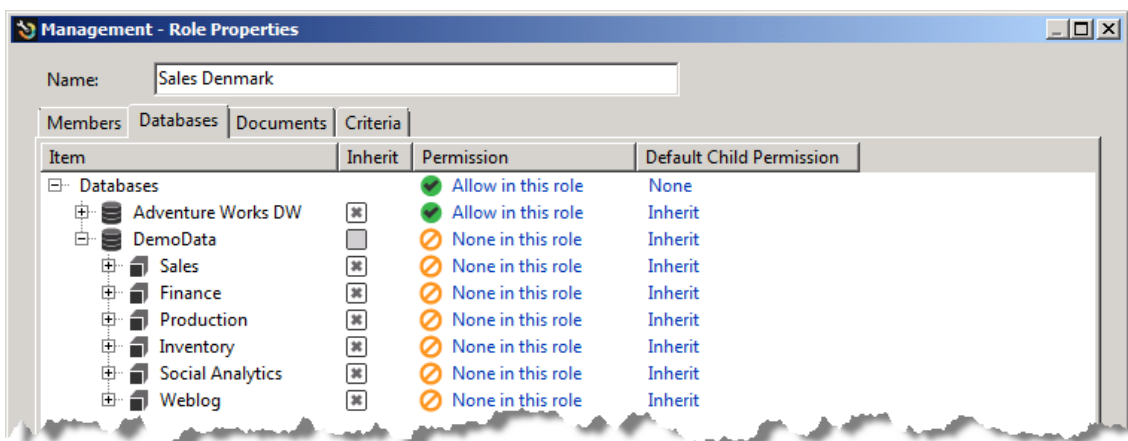 Management - Role Properties
Name: Sales Denmark
Members Databases Documents Criteria
Item Inherit Permission Default Child Permission
Databases Allow in this role None
Adventure Works DW Allow in this role Inherit
DemoData None in this role Inherit
Sales None in this role Inherit
Finance None in this role Inherit
Production None in this role Inherit
Inventory None in this role Inherit
Social Analytics None in this role Inherit
Weblog None in this role Inherit